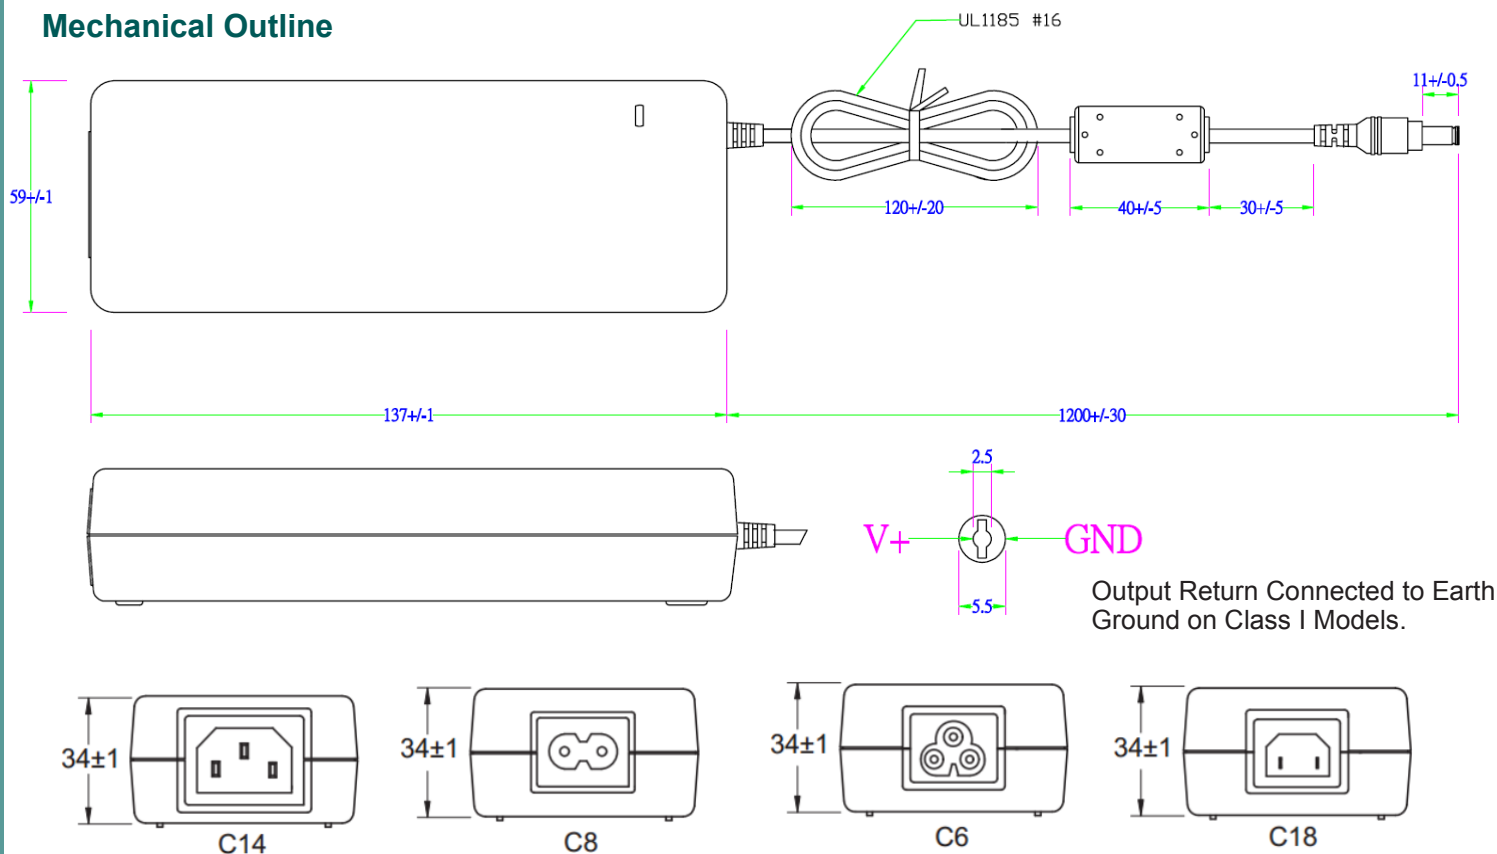 Mechanical Outline
UL1185 #16
11+/-0.5
59+/-1
120+/-20
40+/-5
30+/-5
137+/-1
1200+/-30
2.5
V+
GND
5.5
Output Return Connected to Earth
Ground on Class I Models.
34±1
34±1
34±1
34±1
C14
C8
C6
C18